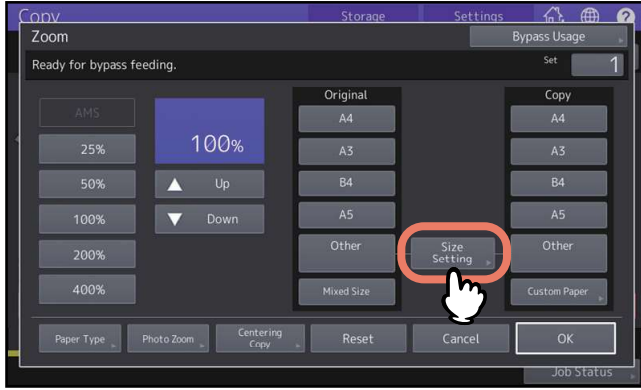 Copy
Storage
Settings
Zoom
Bypass Usage
Ready for bypass feeding.
Set
1
Original
Copy
AMS
100%
A4
A4
25%
A3
A3
50%
Up
B4
B4
100%
Down
A5
A5
200%
Other
Size
Setting
Other
400%
Mixed Size
Custom Paper
Paper Type
Photo Zoom
Centering
Copy
Reset
Cancel
OK
Job Status